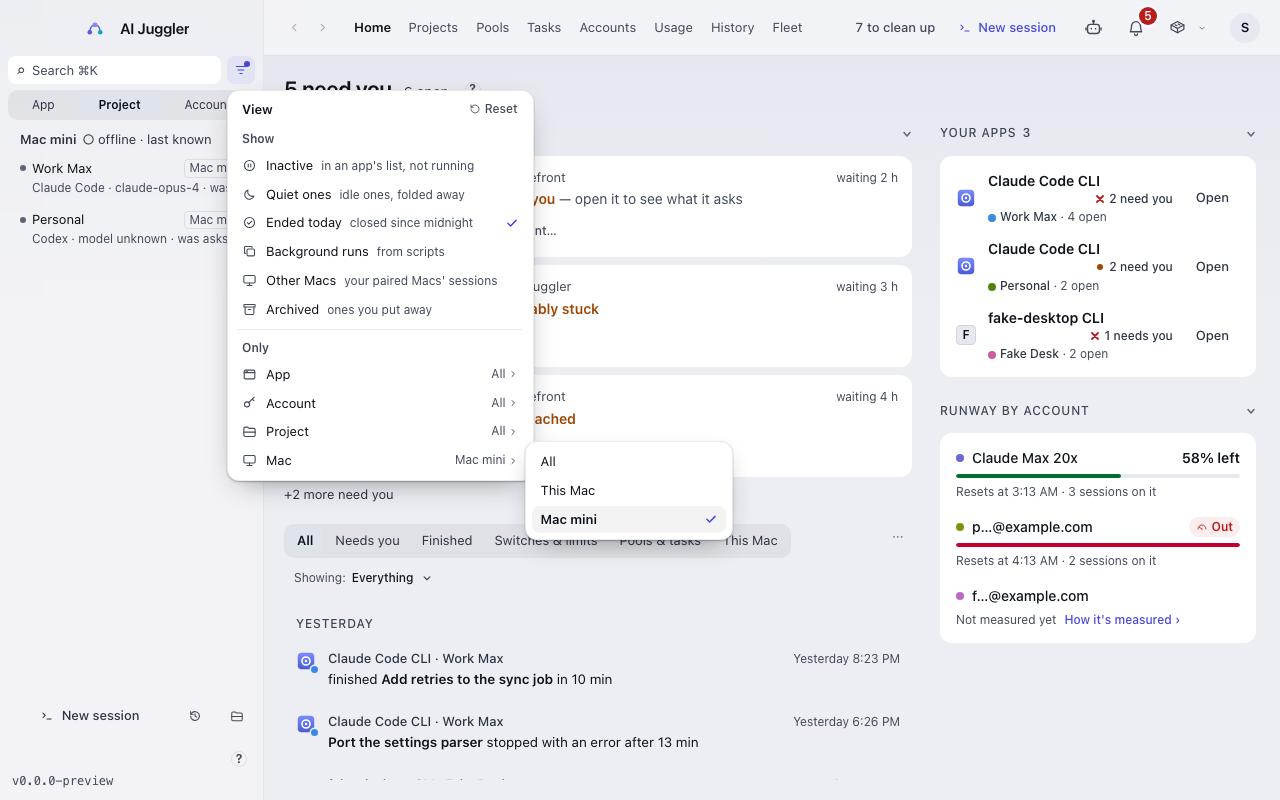 AI Juggler
Search ⌘K
App
Project
Accoun
Mac mini offline · last known
Work Max
Mac m
Claude Code · claude-opus-4 · was
Personal
Mac m
Codex · model unknown · was asks
New session
?
v0.0.0-preview
Home
Projects
Pools
Tasks
Accounts
Usage
History
Fleet
7 to clean up
New session
5
S
5 need you
View
Reset
Show
Inactive in an app's list, not running
Quiet ones idle ones, folded away
Ended today closed since midnight
Background runs from scripts
Other Macs your paired Macs' sessions
Archived ones you put away
Only
App
All
Account
All
Project
All
Mac
Mac mini
All
This Mac
Mac mini
efront
waiting 2 h
you — open it to see what it asks
nt…
uggler
waiting 3 h
ably stuck
efront
waiting 4 h
ached
+2 more need you
All
Needs you
Finished
Switches & limits
Pools & tasks
This Mac
Showing: Everything
YESTERDAY
Claude Code CLI · Work Max
Yesterday 8:23 PM
finished Add retries to the sync job in 10 min
Claude Code CLI · Work Max
Yesterday 6:26 PM
Port the settings parser stopped with an error after 13 min
YOUR APPS 3
Claude Code CLI
2 need you
Open
Work Max · 4 open
Claude Code CLI
2 need you
Open
Personal · 2 open
F
fake-desktop CLI
1 needs you
Open
Fake Desk · 2 open
RUNWAY BY ACCOUNT
Claude Max 20x
58% left
Resets at 3:13 AM · 3 sessions on it
p…@example.com
Out
Resets at 4:13 AM · 2 sessions on it
f…@example.com
Not measured yet How it's measured ›